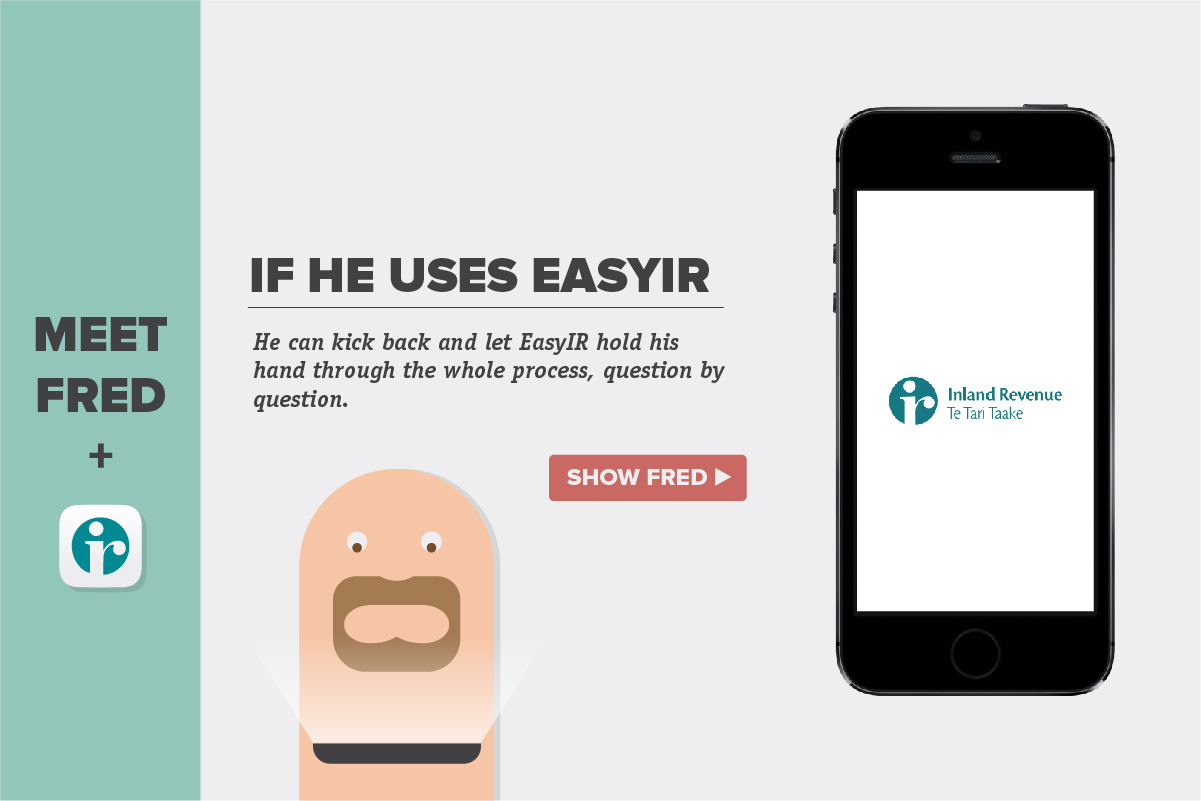 MEET
FRED
+
ir
IF HE USES EASYIR
He can kick back and let EasyIR hold his
hand through the whole process, question by
question.
SHOW FRED
ir
Inland Revenue
Te Tari Taake